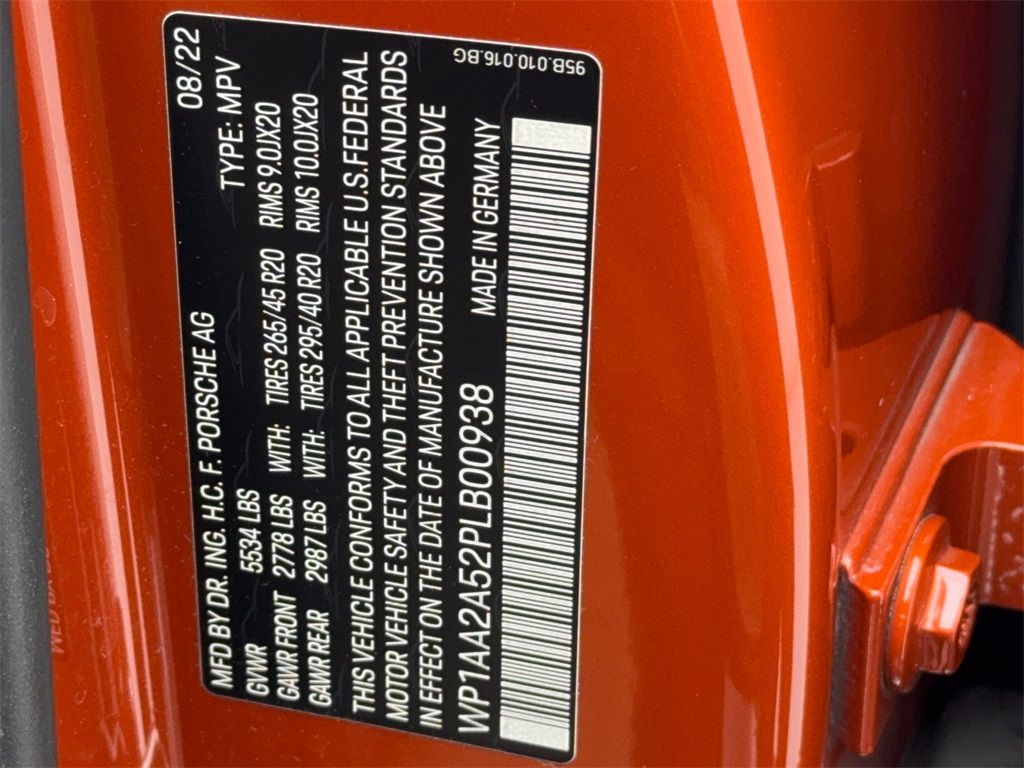 08/22
MFD BY DR. ING. H.C. F. PORSCHE AG TYPE: MPV
GVWR 5534 LBS
GAWR FRONT 2778 LBS WITH: TIRES 265/45 R20 RIMS 9.0JX20
GAWR REAR 2987 LBS WITH: TIRES 295/40 R20 RIMS 10.0JX20
THIS VEHICLE CONFORMS TO ALL APPLICABLE U.S.FEDERAL
MOTOR VEHICLE SAFETY AND THEFT PREVENTION STANDARDS
IN EFFECT ON THE DATE OF MANUFACTURE SHOWN ABOVE
WP1AA2A52PLB00938 MADE IN GERMANY
95B.010.016.BG